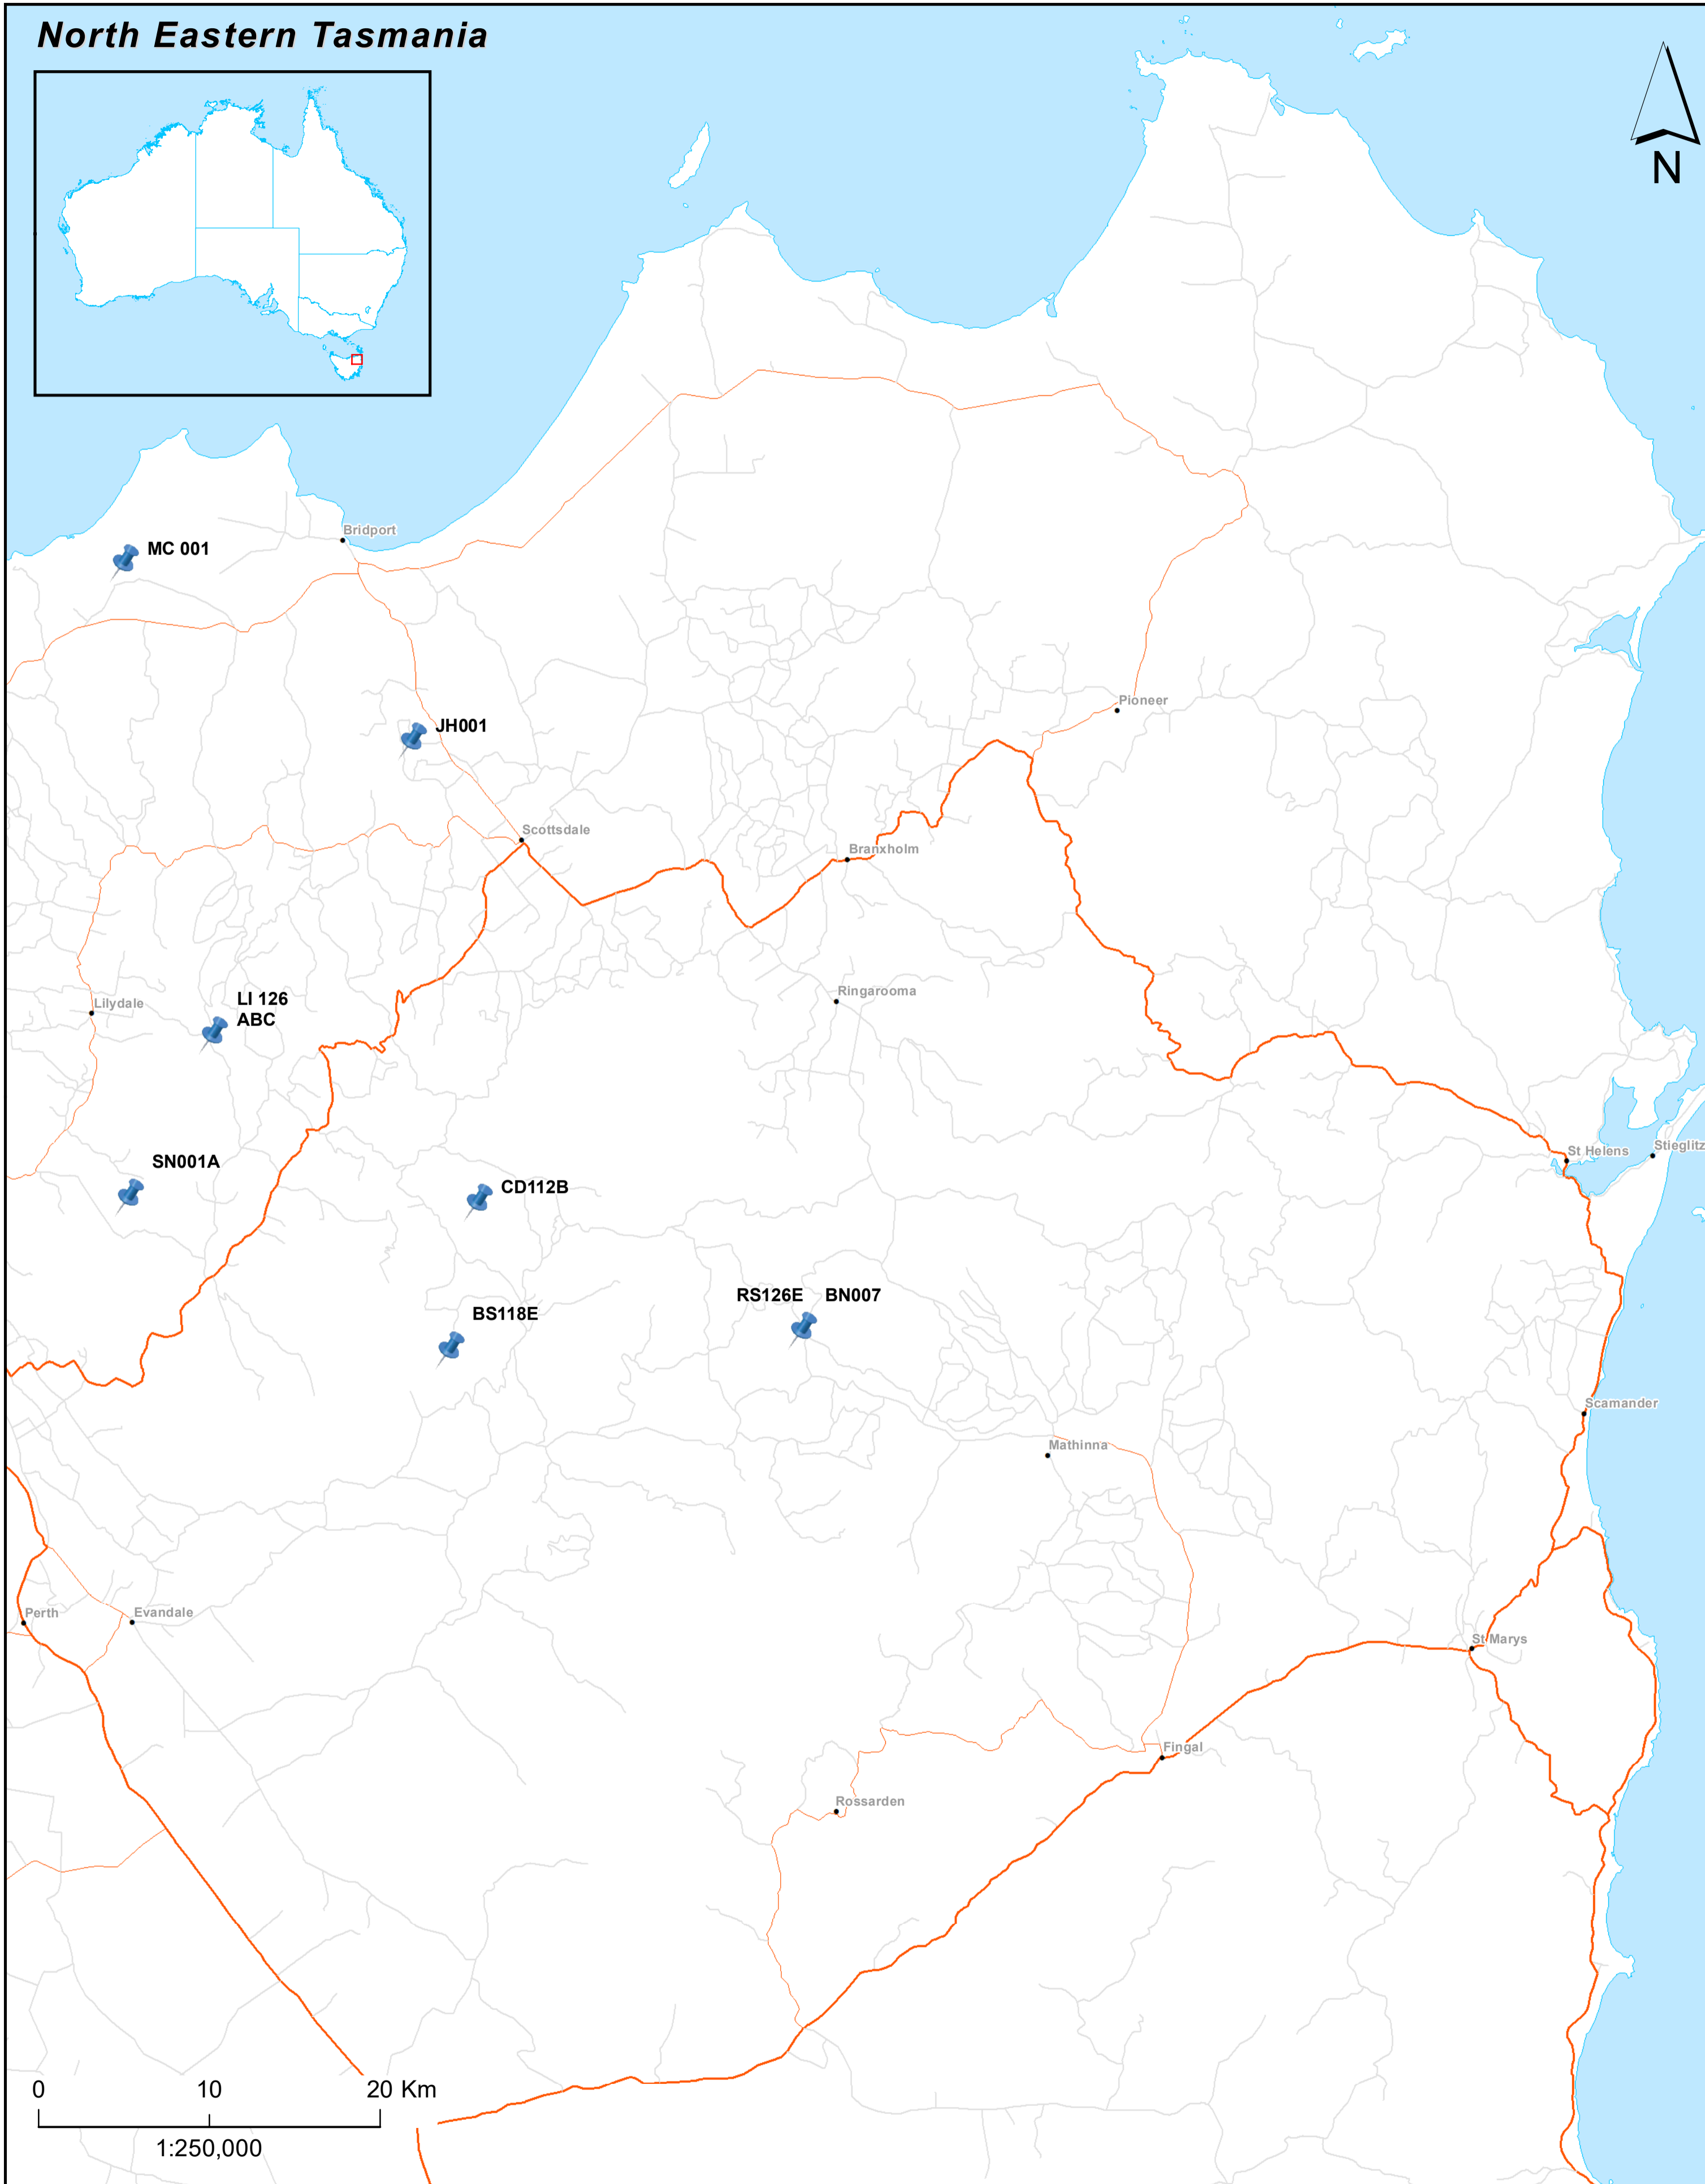 North Eastern Tasmania
N
Bridport
MC 001
Pioneer
JH001
Scottsdale
Branxholm
Ringarooma
LI 126
ABC
Lilydale
St Helens
Stieglitz
SN001A
CD112B
RS126E BN007
BS118E
Scamander
Mathinna
Perth
Evandale
St Marys
Fingal
Rossarden
0 10 20 Km
1:250,000